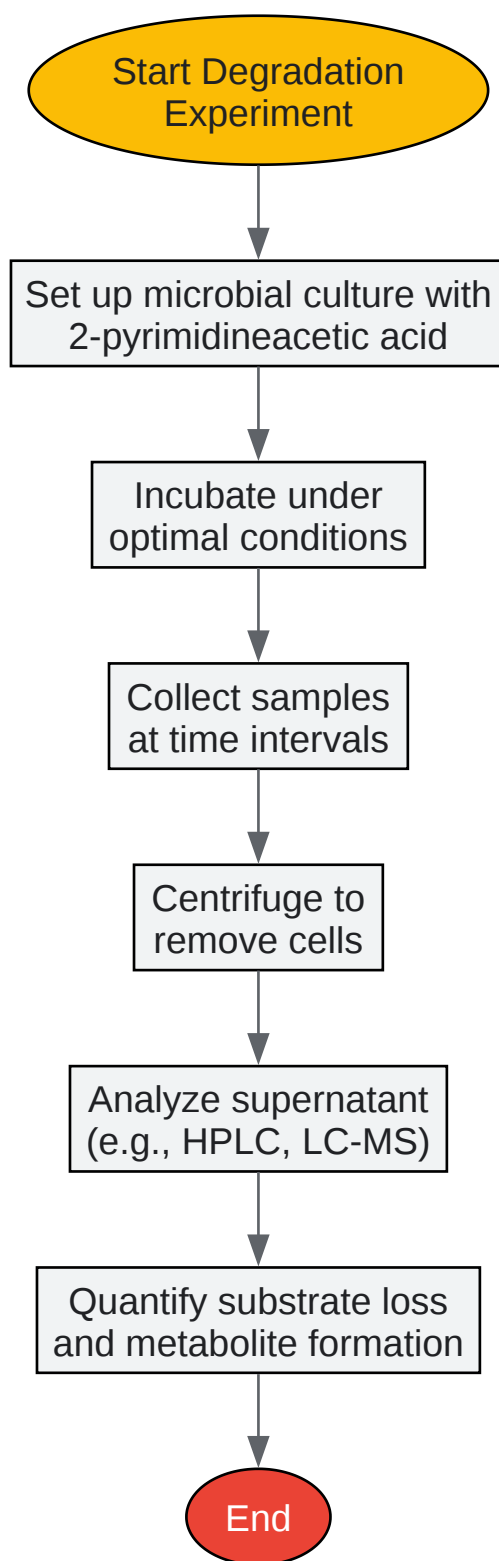 Start Degradation
Experiment
Set up microbial culture with
2-pyrimidineacetic acid
Incubate under
optimal conditions
Collect samples
at time intervals
Centrifuge to
remove cells
Analyze supernatant
(e.g., HPLC, LC-MS)
Quantify substrate loss
and metabolite formation
End